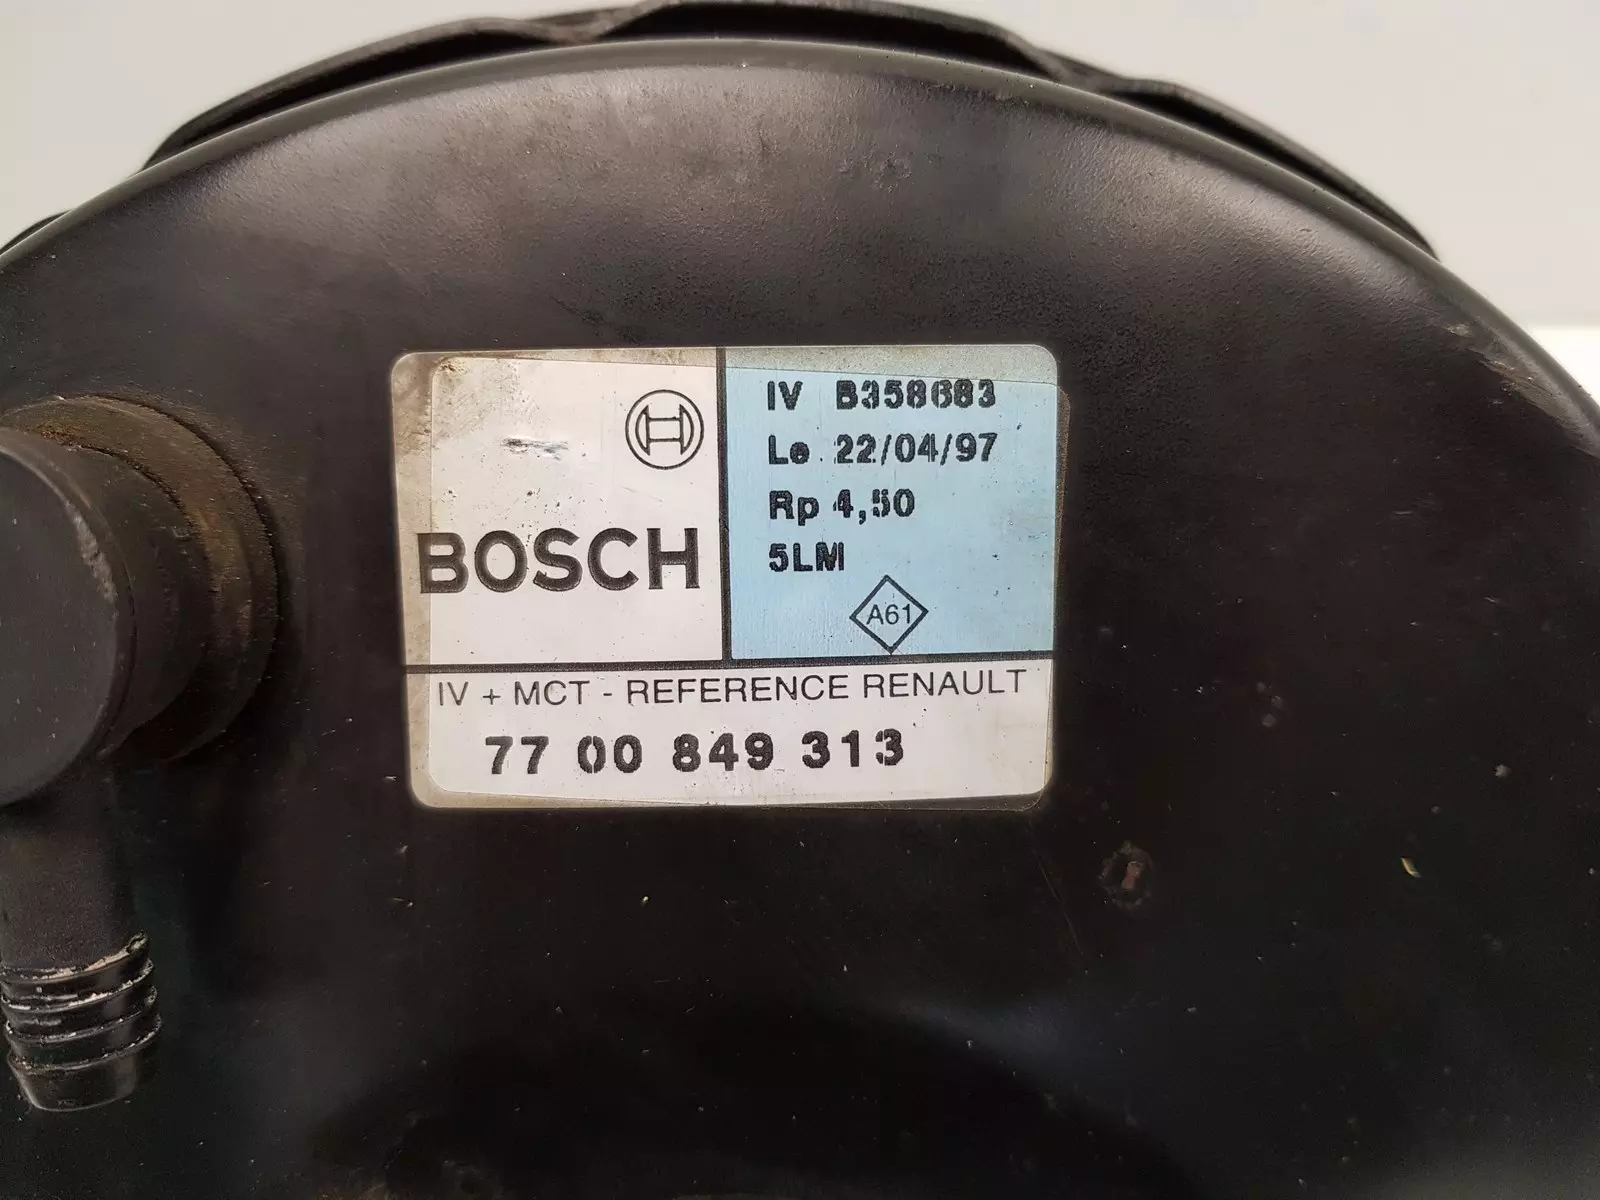 BOSCH
IV B358683
Le 22/04/97
Rp 4,50
5LM
A61
IV + MCT - REFERENCE RENAULT
77 00 849 313